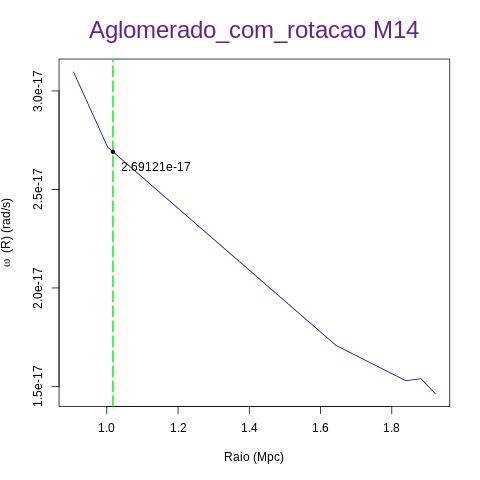 Aglomerado_com_rotacao M14
3.0e-17
2.5e-17
2.0e-17
1.5e-17
ω (R) (rad/s)
2.69121e-17
1.0 1.2 1.4 1.6 1.8
Raio (Mpc)